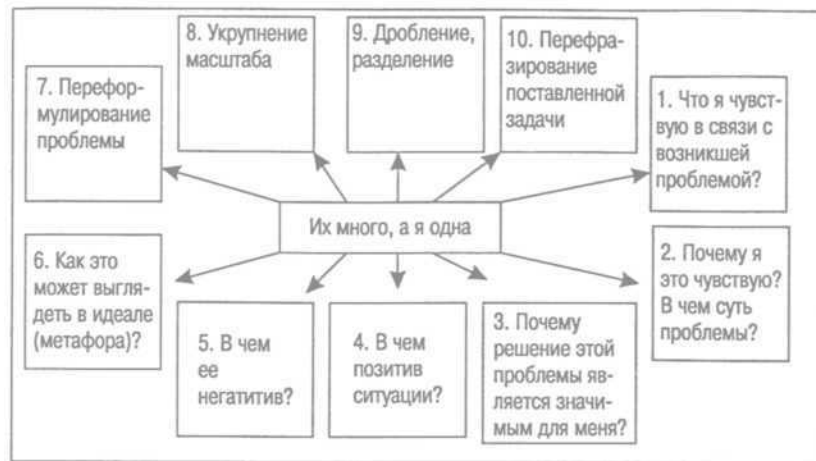 8. Укрупнение
масштаба
9. Дробление,
разделение
10. Перефра-
зирование
поставленной
задачи
7. Перефор-
мулирование
проблемы
1. Что я чувст-
вую в связи с
возникшей
проблемой?
Их много, а я одна
6. Как это
может выгля-
деть в идеале
(метафора)?
5. В чем
ее
негатитив?
4. В чем
позитив
ситуации?
3. Почему
решение этой
проблемы яв-
ляется значи-
мым для меня?
2. Почему я
это чувствую?
В чем суть
проблемы?